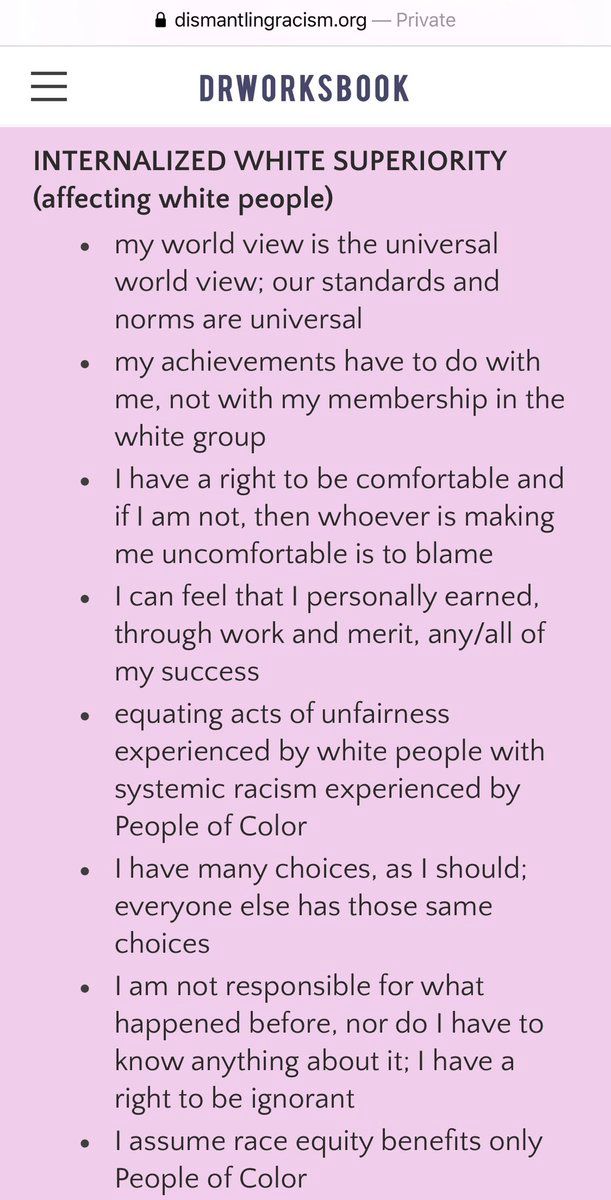 dismantlingracism.org — Private
DRWORKSBOOK
INTERNALIZED WHITE SUPERIORITY
(affecting white people)
• my world view is the universal
world view; our standards and
norms are universal
• my achievements have to do with
me, not with my membership in the
white group
• I have a right to be comfortable and
if I am not, then whoever is making
me uncomfortable is to blame
• I can feel that I personally earned,
through work and merit, any/all of
my success
• equating acts of unfairness
experienced by white people with
systemic racism experienced by
People of Color
• I have many choices, as I should;
everyone else has those same
choices
• I am not responsible for what
happened before, nor do I have to
know anything about it; I have a
right to be ignorant
• I assume race equity benefits only
People of Color